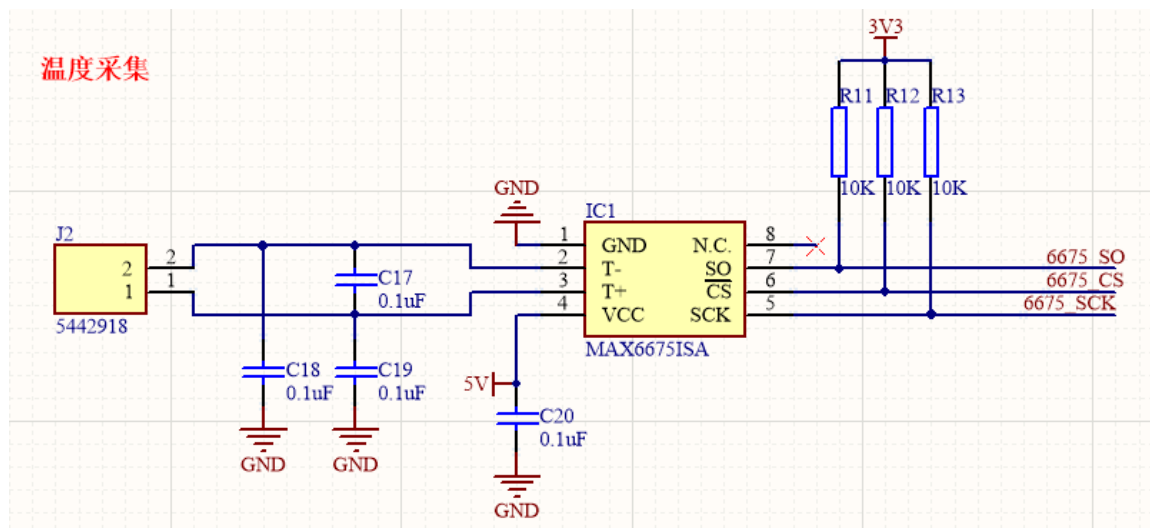 温度采集
3V3
R11 R12 R13
10K 10K 10K
GND
IC1
J2
2
1
2
1
5442918
C17
0.1uF
C18
0.1uF
C19
0.1uF
GND
GND
1 GND
2 T-
3 T+
4 VCC
N.C. 8
SO 7
CS 6
SCK 5
MAX6675ISA
6675_SO
6675_CS
6675_SCK
5V
C20
0.1uF
GND